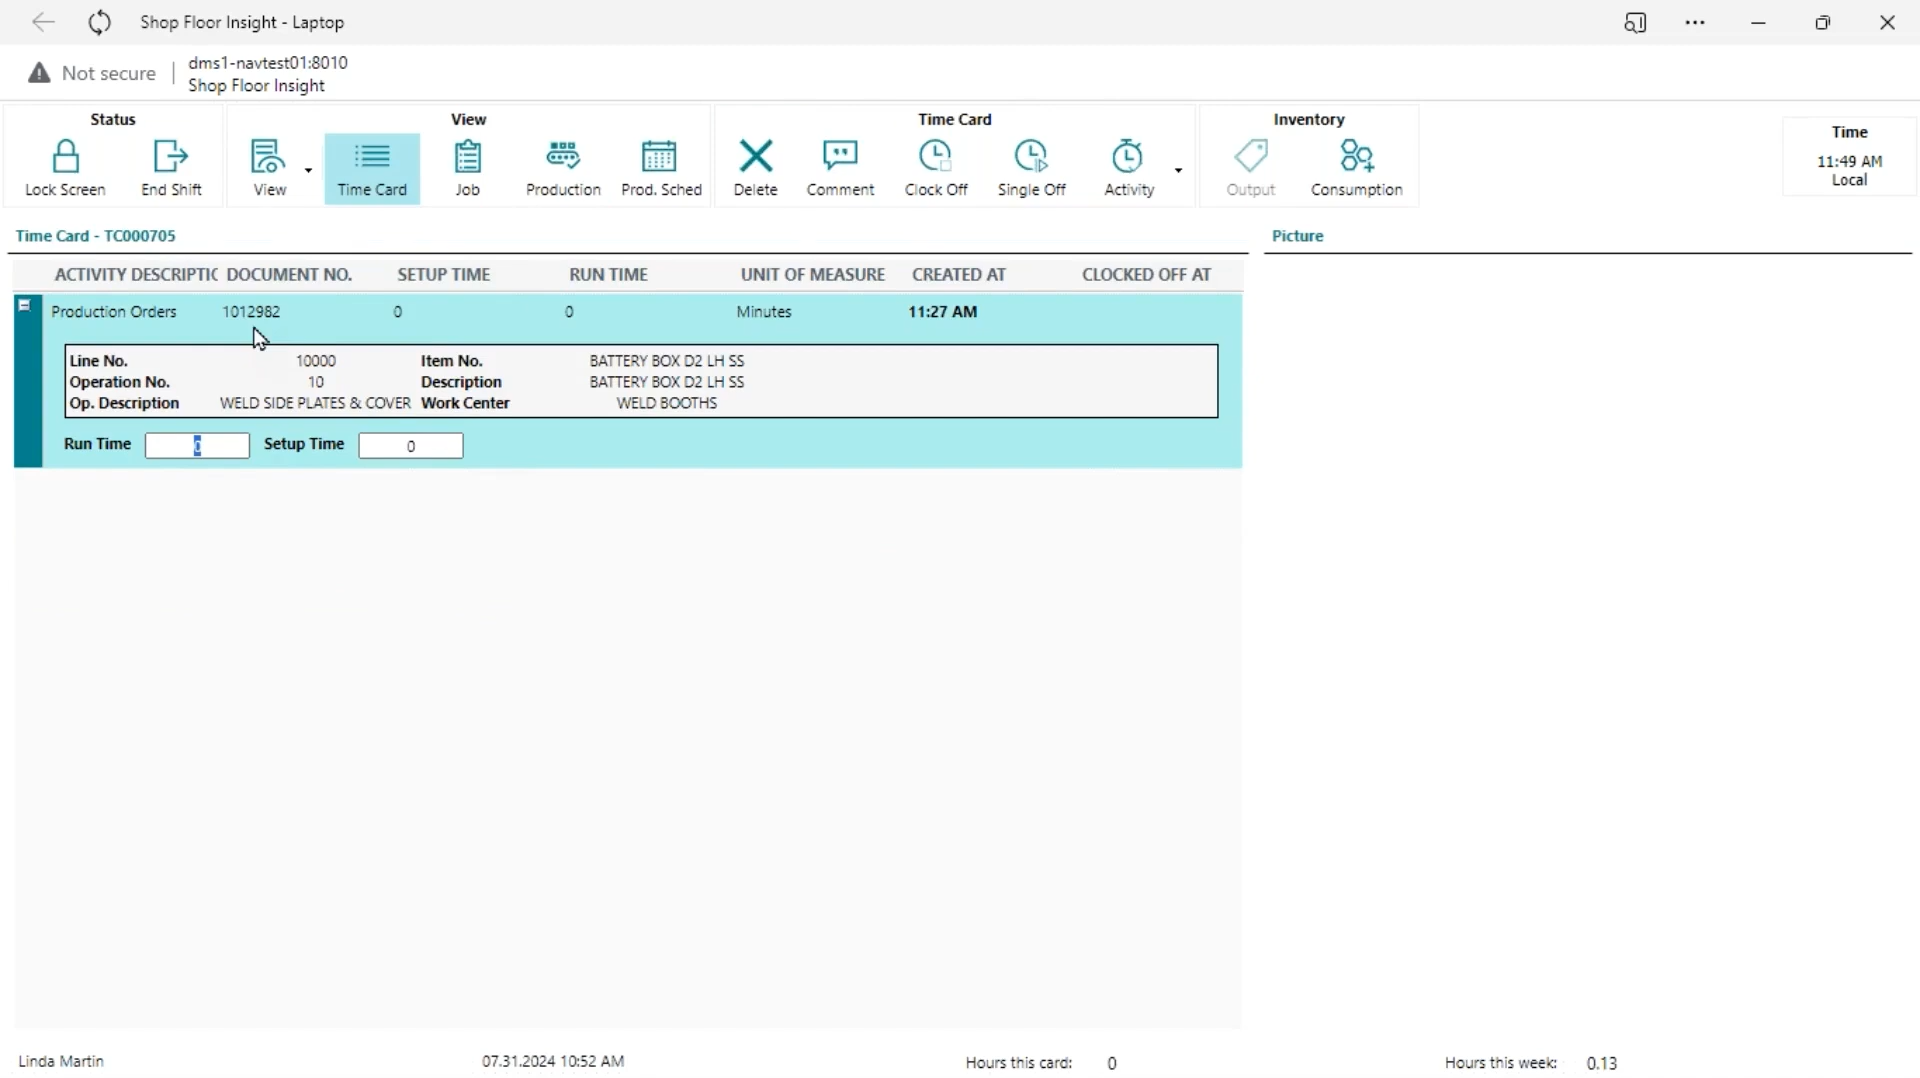 Shop Floor Insight - Laptop
Not secure
dms1-navtest01:8010
Shop Floor Insight
Status
View
Time Card
Inventory
Time
Lock Screen
End Shift
View
Time Card
Job
Production
Prod. Sched
Delete
Comment
Clock Off
Single Off
Activity
Output
Consumption
11:49 AM
Local
Time Card - TC000705
Picture
ACTIVITY DESCRIPTIC DOCUMENT NO. SETUP TIME RUN TIME UNIT OF MEASURE CREATED AT CLOCKED OFF AT
Production Orders 1012982 0 0 Minutes 11:27 AM
Line No. 10000 Item No. BATTERY BOX D2 LH SS
Operation No. 10 Description BATTERY BOX D2 LH SS
Op. Description WELD SIDE PLATES & COVER Work Center WELD BOOTHS
Run Time 0 Setup Time 0
Linda Martin 07.31.2024 10:52 AM Hours this card: 0 Hours this week: 0.13